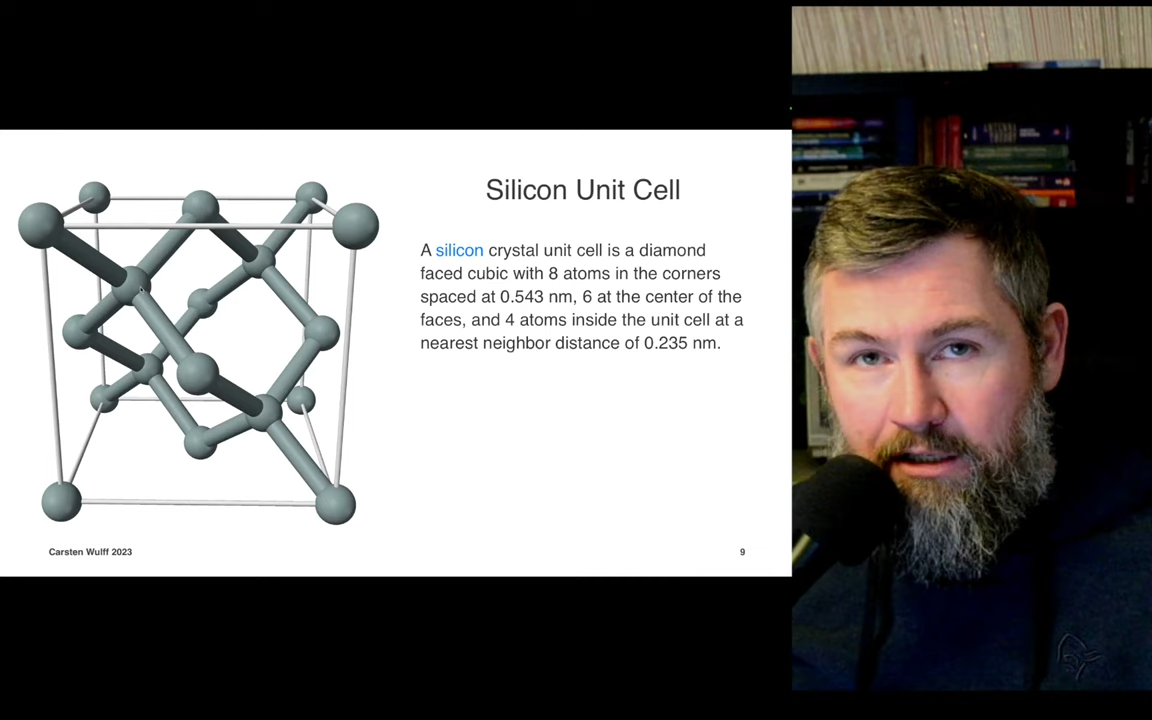 Silicon Unit Cell
A silicon crystal unit cell is a diamond
faced cubic with 8 atoms in the corners
spaced at 0.543 nm, 6 at the center of the
faces, and 4 atoms inside the unit cell at a
nearest neighbor distance of 0.235 nm.
Carsten Wulff 2023
9